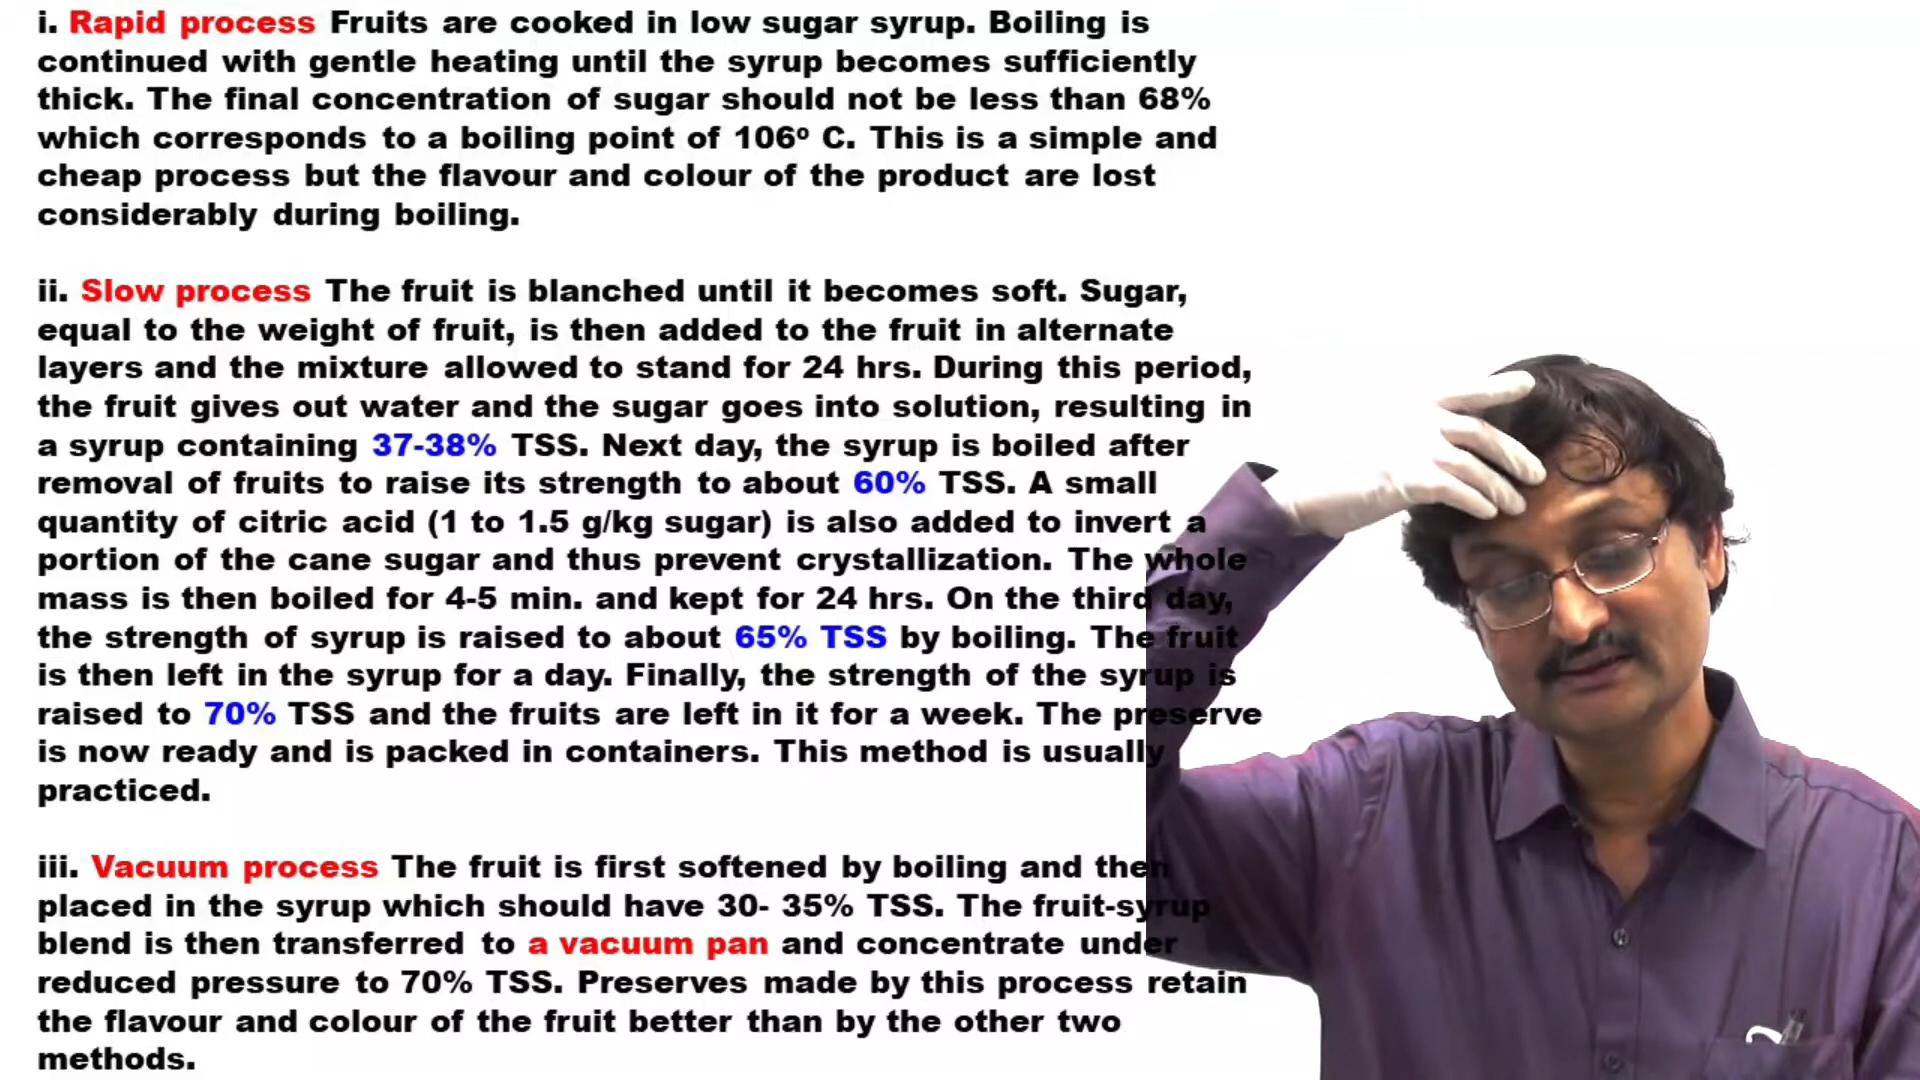 i. Rapid process Fruits are cooked in low sugar syrup. Boiling is
continued with gentle heating until the syrup becomes sufficiently
thick. The final concentration of sugar should not be less than 68%
which corresponds to a boiling point of 106º C. This is a simple and
cheap process but the flavour and colour of the product are lost
considerably during boiling.
ii. Slow process The fruit is blanched until it becomes soft. Sugar,
equal to the weight of fruit, is then added to the fruit in alternate
layers and the mixture allowed to stand for 24 hrs. During this period,
the fruit gives out water and the sugar goes into solution, resulting in
a syrup containing 37-38% TSS. Next day, the syrup is boiled after
removal of fruits to raise its strength to about 60% TSS. A small
quantity of citric acid (1 to 1.5 g/kg sugar) is also added to invert a
portion of the cane sugar and thus prevent crystallization. The whole
mass is then boiled for 4-5 min. and kept for 24 hrs. On the third day,
the strength of syrup is raised to about 65% TSS by boiling. The fruit
is then left in the syrup for a day. Finally, the strength of the syrup is
raised to 70% TSS and the fruits are left in it for a week. The preserve
is now ready and is packed in containers. This method is usually
practiced.
iii. Vacuum process The fruit is first softened by boiling and then
placed in the syrup which should have 30- 35% TSS. The fruit-syrup
blend is then transferred to a vacuum pan and concentrate under
reduced pressure to 70% TSS. Preserves made by this process retain
the flavour and colour of the fruit better than by the other two
methods.